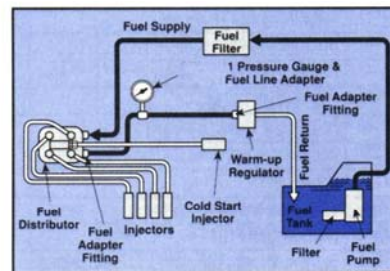 Fuel Supply
Fuel
Filter
1 Pressure Gauge &
Fuel Line Adapter
Fuel Adapter
Fitting
Fuel Return
Warm-up
Regulator
Cold Start
Injector
Fuel
Distributor
Fuel
Adapter
Fitting
Injectors
Fuel
Tank
Filter
Fuel
Pump